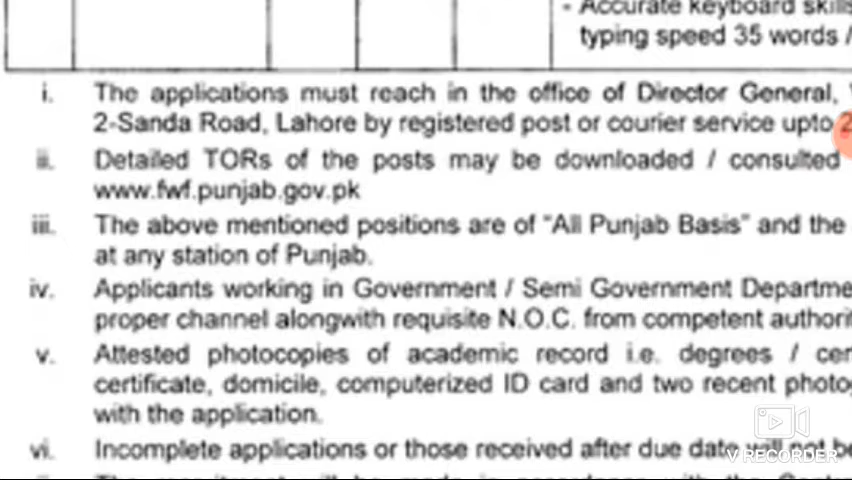 - Accurate keyboard skills
typing speed 35 words /
i. The applications must reach in the office of Director General,
2-Sanda Road, Lahore by registered post or courier service upto 2
ii. Detailed TORs of the posts may be downloaded / consulted
www.fwf.punjab.gov.pk
iii. The above mentioned positions are of "All Punjab Basis" and the
at any station of Punjab.
iv. Applicants working in Government / Semi Government Departme
proper channel alongwith requisite N.O.C. from competent authorit
v. Attested photocopies of academic record i.e. degrees / cer
certificate, domicile, computerized ID card and two recent photo
with the application.
vi. Incomplete applications or those received after due date will not be
V RECORDER